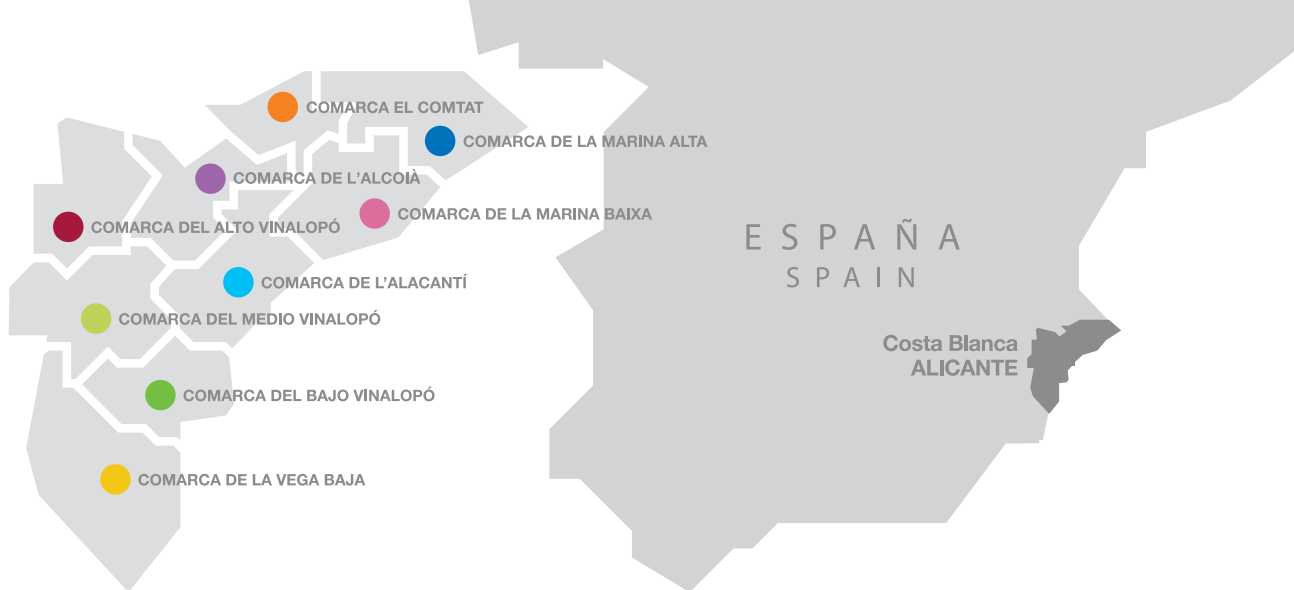 COMARCA EL COMTAT
COMARCA DE LA MARINA ALTA
COMARCA DE L'ALCOIÀ
COMARCA DE LA MARINA BAIXA
COMARCA DEL ALTO VINALOPÓ
COMARCA DE L'ALACANTÍ
COMARCA DEL MEDIO VINALOPÓ
COMARCA DEL BAJO VINALOPÓ
COMARCA DE LA VEGA BAJA
ESPAÑA
SPAIN
Costa Blanca
ALICANTE